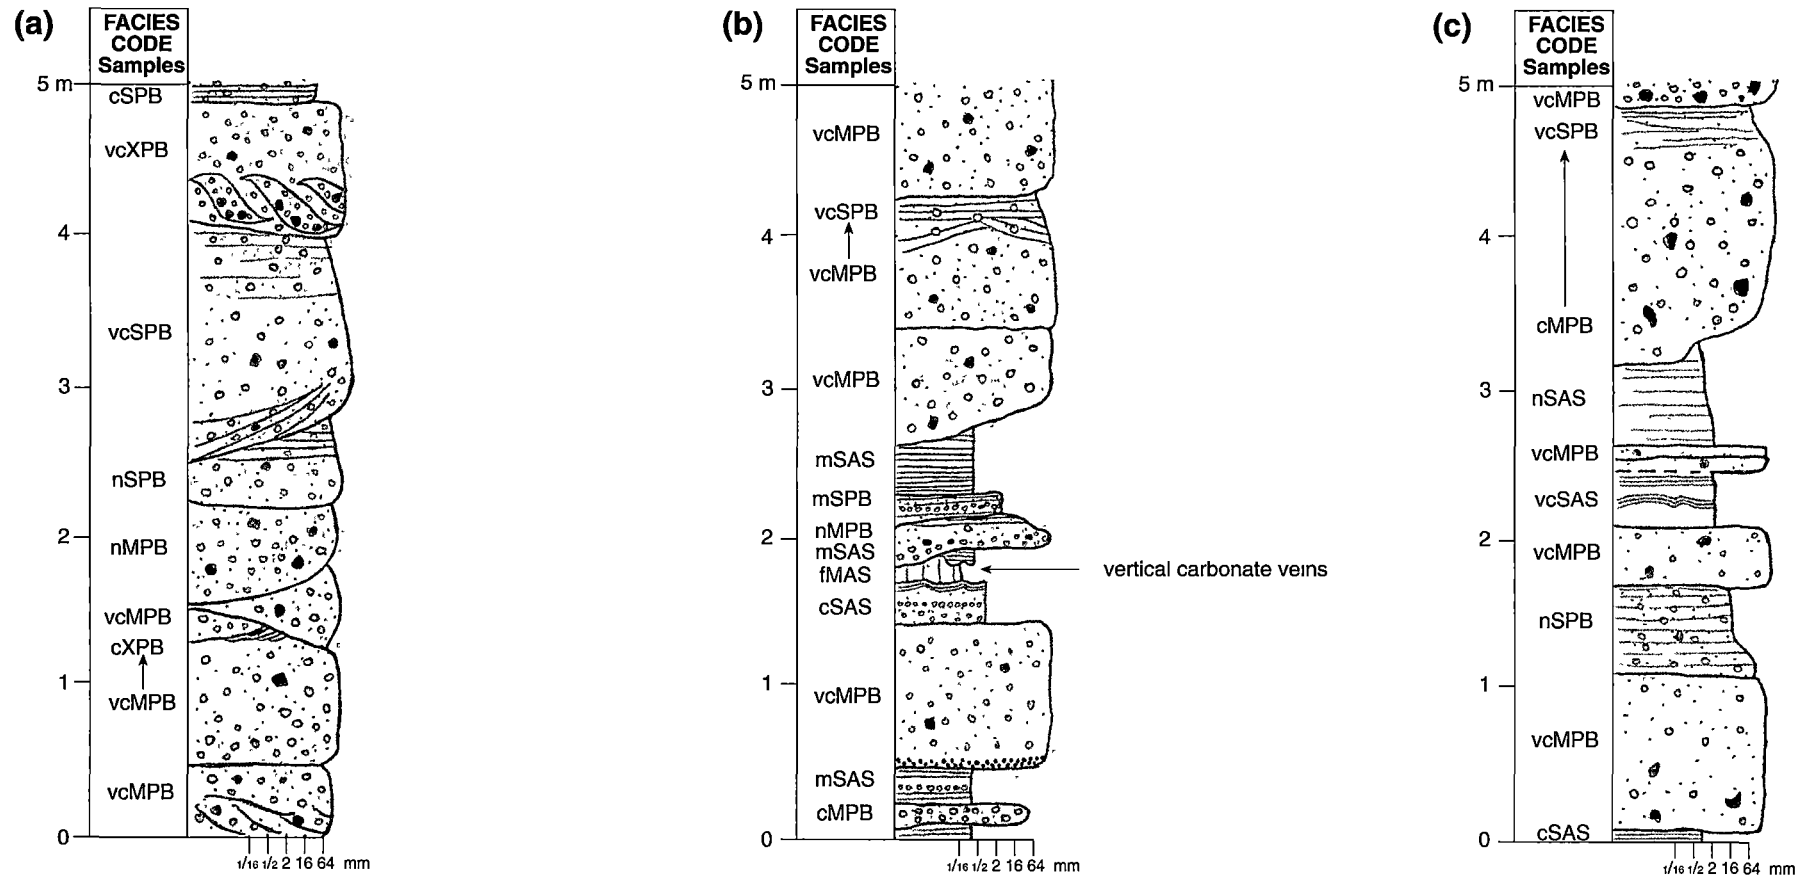 (a)
FACIES
CODE
Samples
5 m
cSPB
vcXPB
4
vcSPB
3
nSPB
2
nMPB
vcMPB
cXPB
1
vcMPB
vcMPB
0
1/16 1/2 2 16 64 mm
(b)
FACIES
CODE
Samples
5 m
vcMPB
vcSPB
4
vcMPB
vcMPB
3
mSAS
mSPB
nMPB
2
mSAS
fMAS
vertical carbonate veins
cSAS
vcMPB
1
mSAS
cMPB
0
1/16 1/2 2 16 64 mm
(c)
FACIES
CODE
Samples
5 m
vcMPB
vcSPB
4
cMPB
3
nSAS
vcMPB
vcSAS
2
vcMPB
nSPB
1
vcMPB
cSAS
0
1/16 1/2 2 16 64 mm